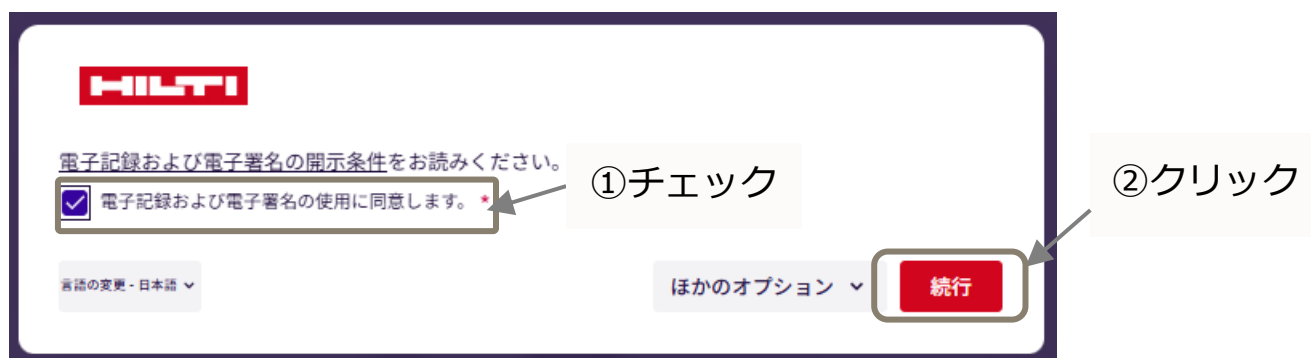 HILTI
電子記録および電子署名の開示条件をお読みください。
電子記録および電子署名の使用に同意します。 *
①チェック
②クリック
言語の変更 - 日本語
ほかのオプション
続行